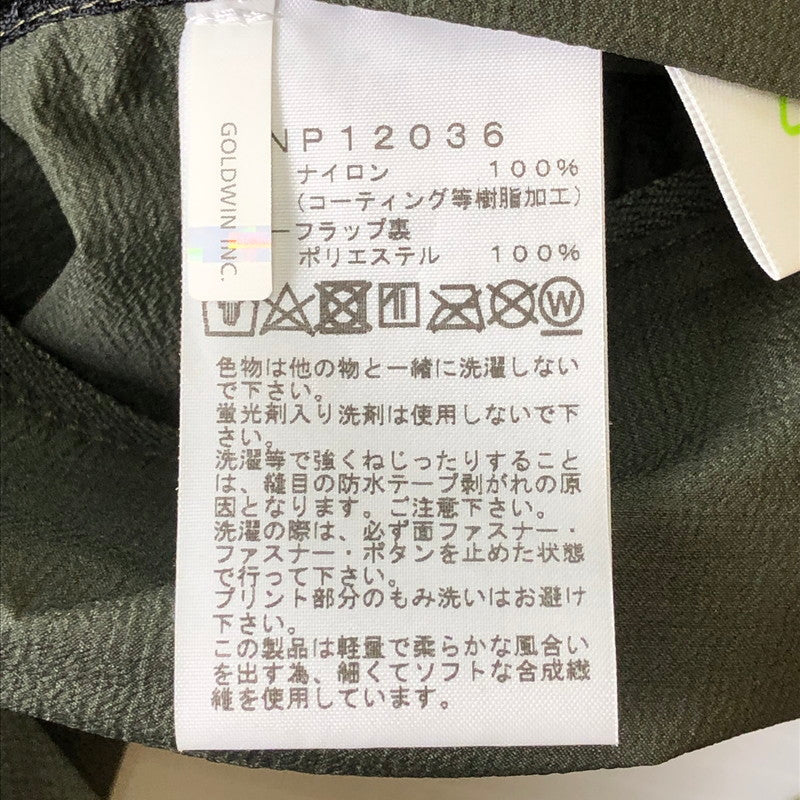 NP12036
ナイロン 100%
(コーティング等樹脂加工)
フラップ裏
ポリエステル 100%
GOLDWIN INC.
W
色物は他の物と一緒に洗濯しない
で下さい。
蛍光剤入り洗剤は使用しないで下
さい。
洗濯等で強くねじったりすること
は、縫目の防水テープ剥がれの原
因となります。ご注意下さい。
洗濯の際は、必ず面ファスナー・
ファスナー・ボタンを止めた状態
で行って下さい。
プリント部分のもみ洗いはお避け
下さい。
この製品は軽量で柔らかな風合い
を出す為、細くてソフトな合成繊
維を使用しています。